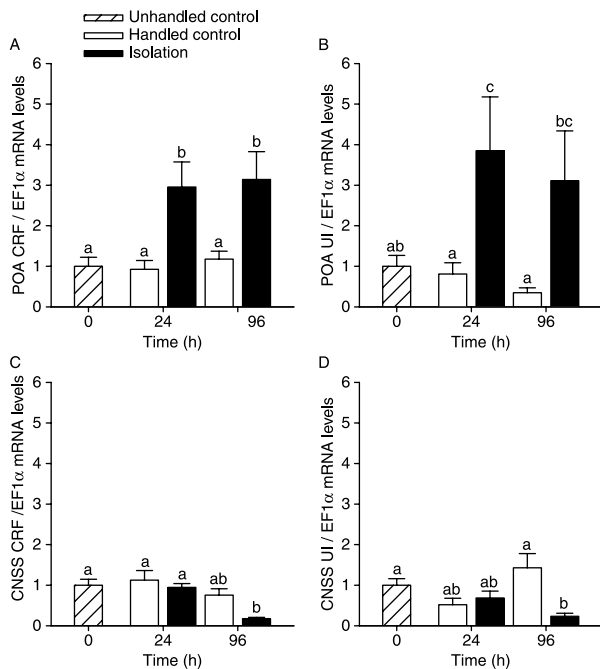 Unhandled control
Handled control
Isolation
A
POA CRF / EF1α mRNA levels
6
5
4
3
2
1
0
a
a
b
a
b
0
24
96
Time (h)
B
POA UI / EF1α mRNA levels
6
5
4
3
2
1
0
ab
a
c
a
bc
0
24
96
Time (h)
C
CNSS CRF /EF1α mRNA levels
6
5
4
3
2
1
0
a
a
a
ab
b
0
24
96
Time (h)
D
CNSS UI / EF1α mRNA levels
6
5
4
3
2
1
0
a
ab
ab
a
b
0
24
96
Time (h)